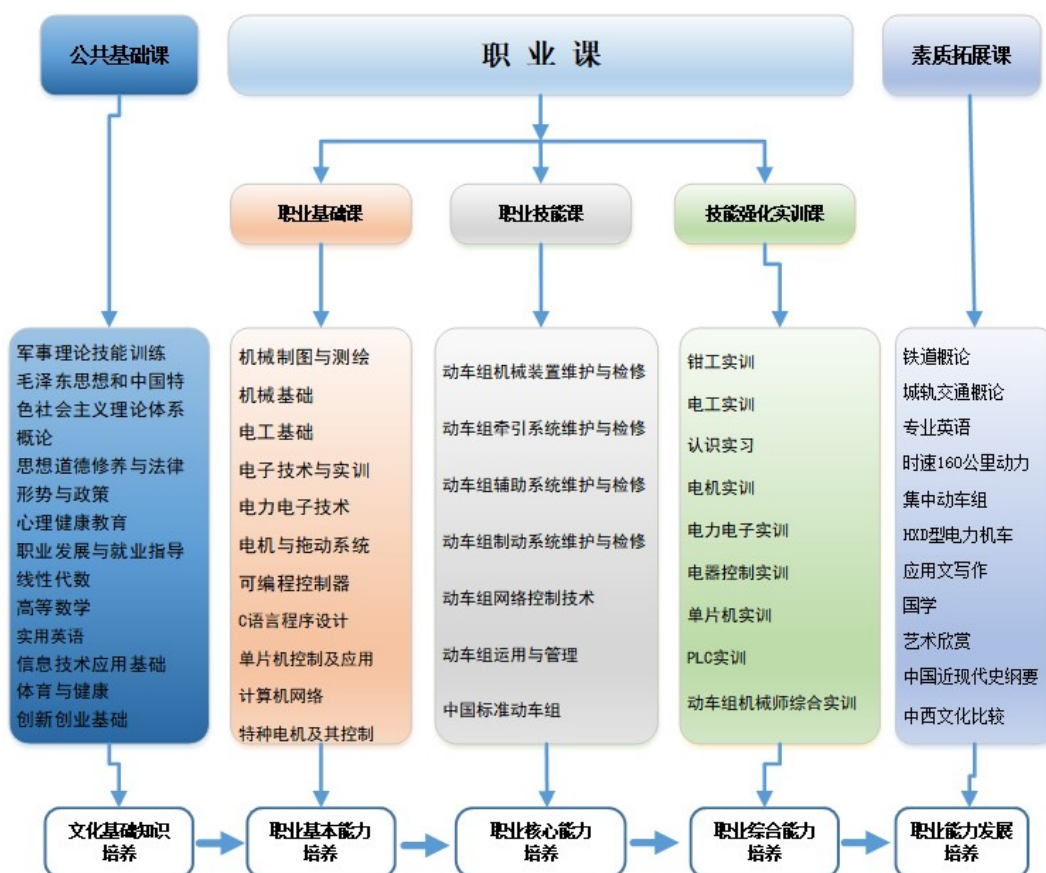 公共基础课
职业课
素质拓展课
职业基础课
职业技能课
技能强化实训课
军事理论技能训练
毛泽东思想和中国特
色社会主义理论体系
概论
思想道德修养与法律
形势与政策
心理健康教育
职业发展与就业指导
线性代数
高等数学
实用英语
信息技术应用基础
体育与健康
创新创业基础
机械制图与测绘
机械基础
电工基础
电子技术与实训
电力电子技术
电机与拖动系统
可编程控制器
C语言程序设计
单片机控制及应用
计算机网络
特种电机及其控制
动车组机械装置维护与检修
动车组牵引系统维护与检修
动车组辅助系统维护与检修
动车组制动系统维护与检修
动车组网络控制技术
动车组运用与管理
中国标准动车组
钳工实训
电工实训
认识实习
电机实训
电力电子实训
电器控制实训
单片机实训
PLC实训
动车组机械师综合实训
铁道概论
城轨交通概论
专业英语
时速160公里动力
集中动车组
HXD型电力机车
应用文写作
国学
艺术欣赏
中国近现代史纲要
中西文化比较
文化基础知识
培养
职业基本能力
培养
职业核心能力
培养
职业综合能力
培养
职业能力发展
培养